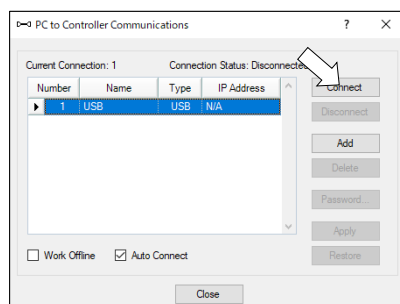 PC to Controller Communications ? ×
Current Connection: 1 Connection Status: Disconnected
Number Name Type IP Address
1 USB USB N/A
Connect
Disconnect
Add
Delete
Password...
Apply
Restore
Work Offline Auto Connect
Close